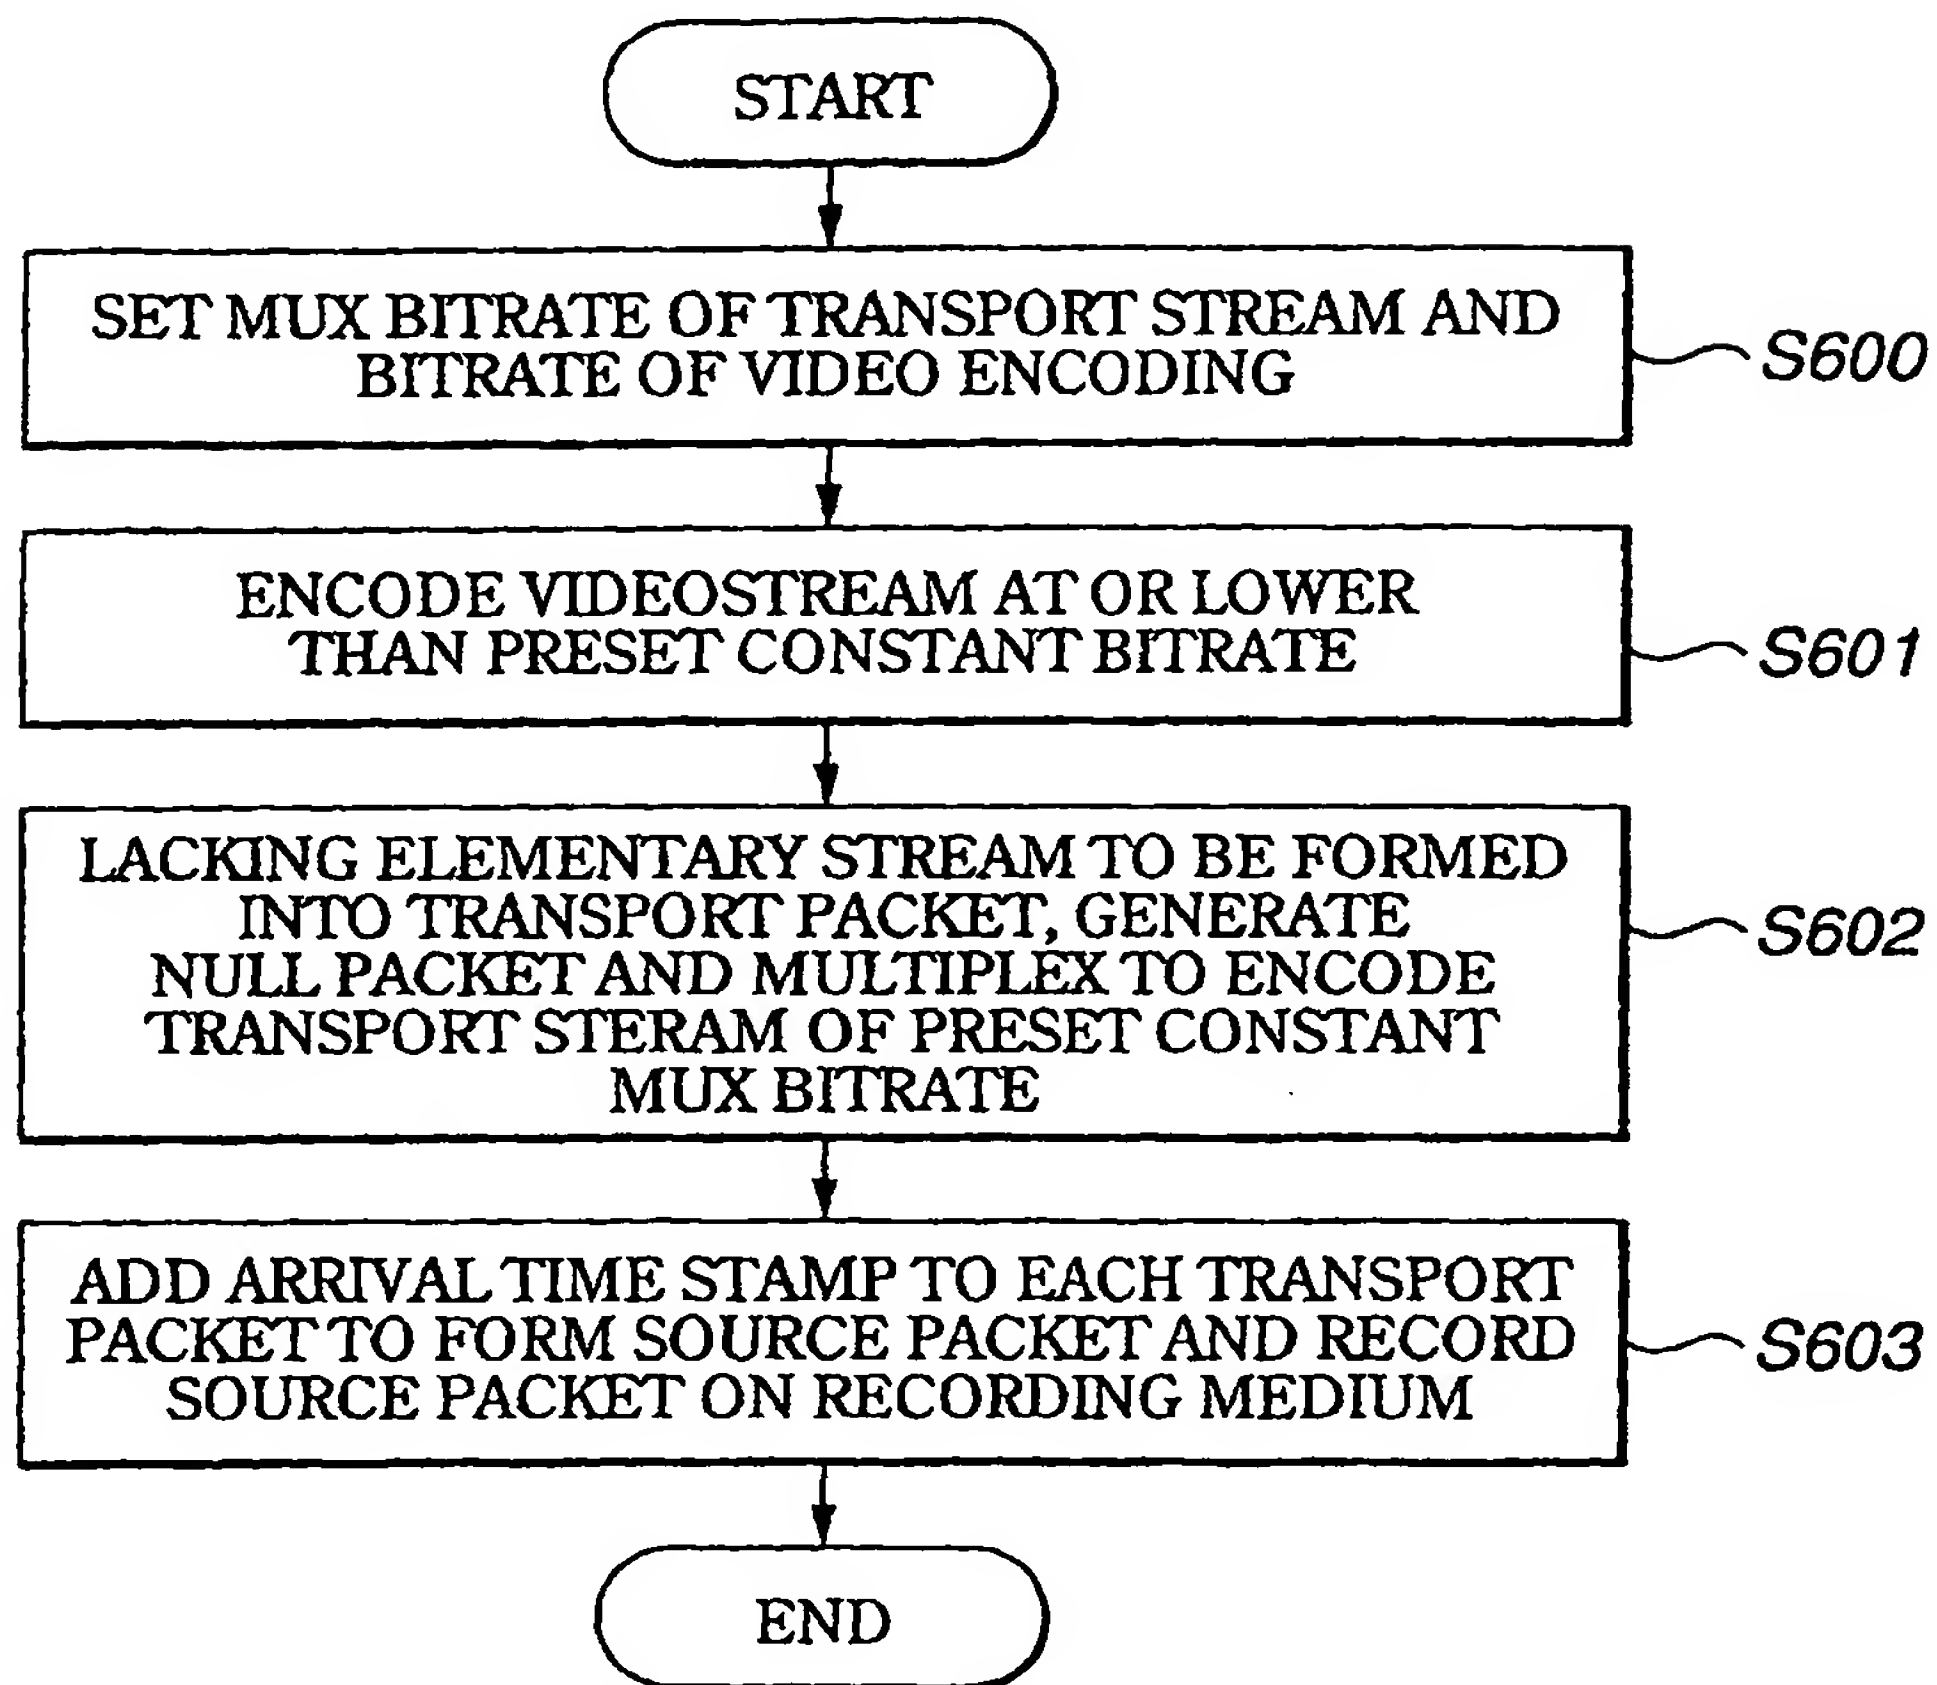 START
SET MUX BITRATE OF TRANSPORT STREAM AND
BITRATE OF VIDEO ENCODING
S600
ENCODE VIDEOSTREAM AT OR LOWER
THAN PRESET CONSTANT BITRATE
S601
LACKING ELEMENTARY STREAM TO BE FORMED
INTO TRANSPORT PACKET, GENERATE
NULL PACKET AND MULTIPLEX TO ENCODE
TRANSPORT STERAM OF PRESET CONSTANT
MUX BITRATE
S602
ADD ARRIVAL TIME STAMP TO EACH TRANSPORT
PACKET TO FORM SOURCE PACKET AND RECORD
SOURCE PACKET ON RECORDING MEDIUM
S603
END